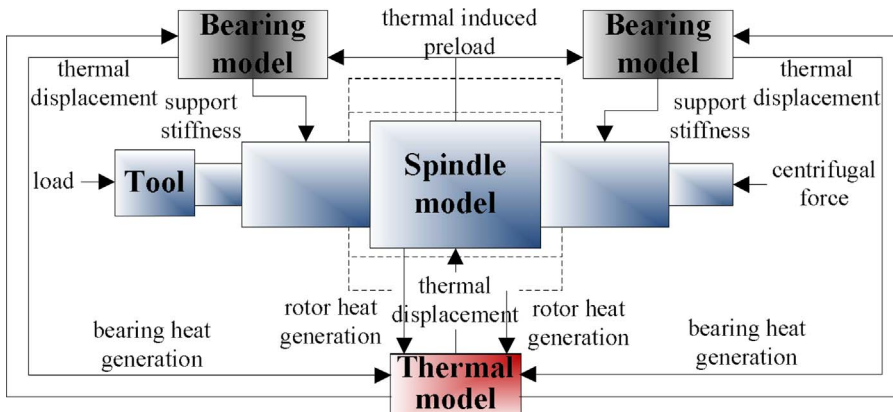 Bearing
model
thermal induced
preload
Bearing
model
thermal
displacement
support
stiffness
support
stiffness
thermal
displacement
load
Tool
Spindle
model
centrifugal
force
bearing heat
generation
rotor heat
generation
thermal
displacement
rotor heat
generation
bearing heat
generation
Thermal
model